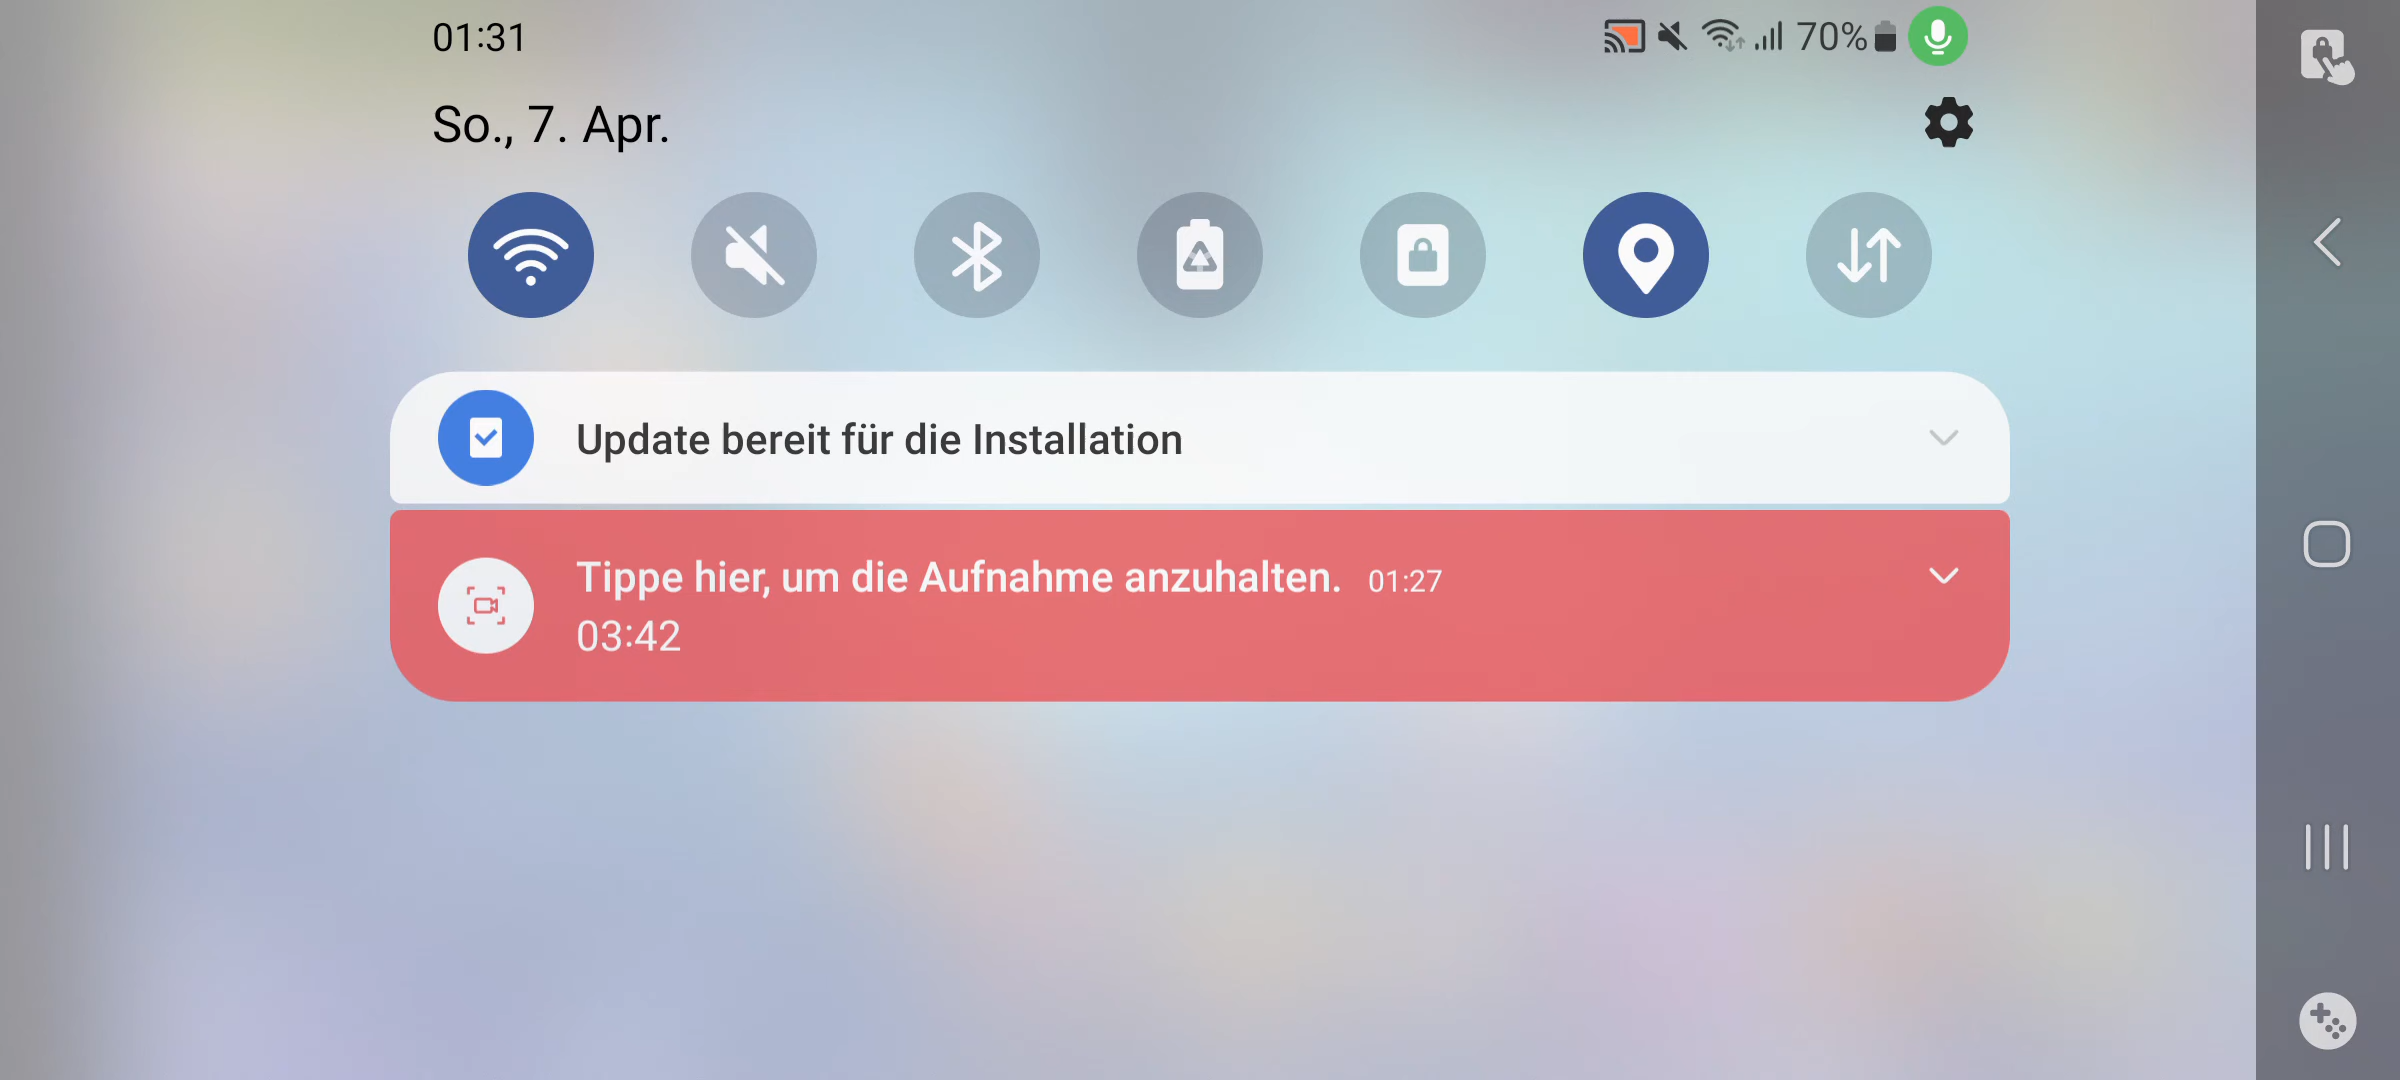 01:31
70%
So., 7. Apr.
Update bereit für die Installation
Tippe hier, um die Aufnahme anzuhalten. 01:27
03:42